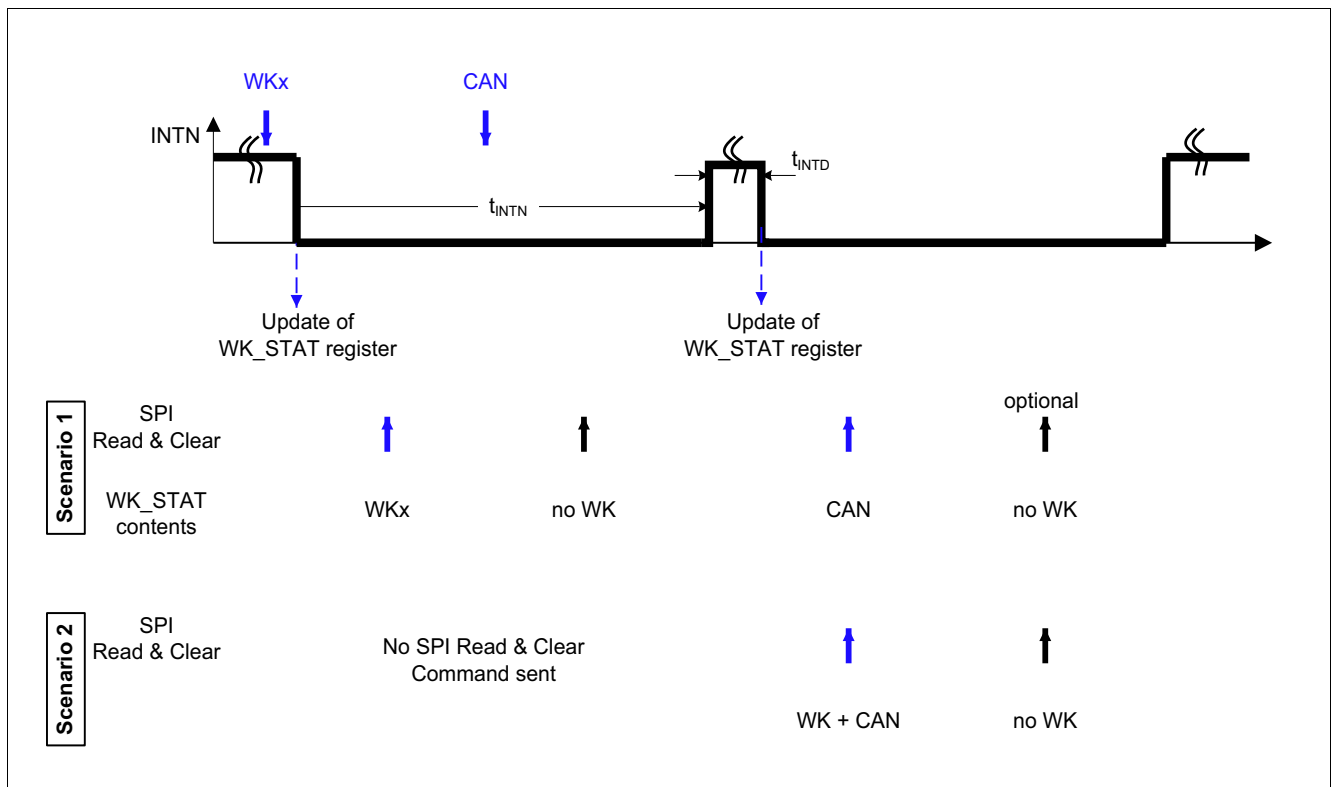 WKx
CAN
INTN
tINTD
tINTN
Update of
WK_STAT register
Update of
WK_STAT register
Scenario 1
SPI
Read & Clear
optional
WK_STAT
contents
WKx
no WK
CAN
no WK
Scenario 2
SPI
Read & Clear
No SPI Read & Clear
Command sent
WK + CAN
no WK